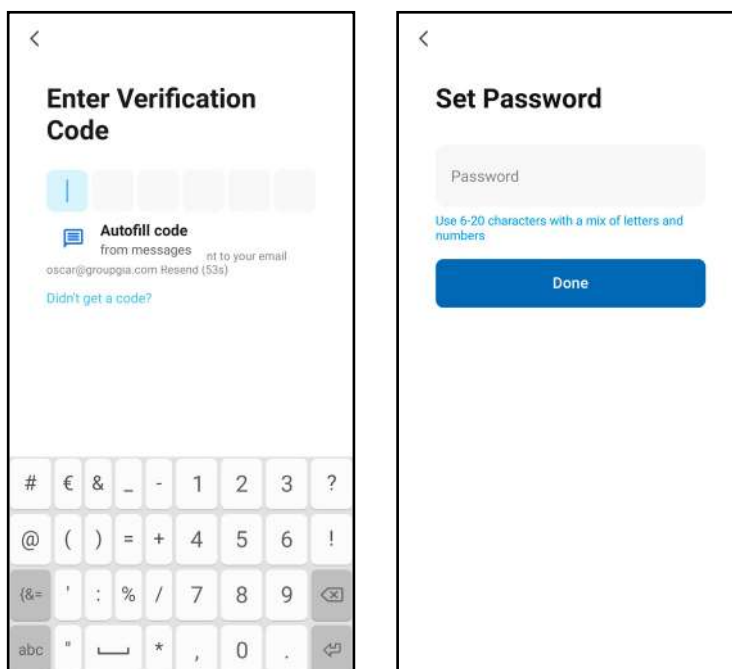 Enter Verification
Code
Autofill code
from messages
nt to your email
oscar@groupgia.com Resend (53s)
Didn't get a code?
# € & _ - 1 2 3 ?
@ ( ) = + 4 5 6 !
{&= ' : % / 7 8 9
abc " * , 0 .
Set Password
Password
Use 6-20 characters with a mix of letters and
numbers
Done